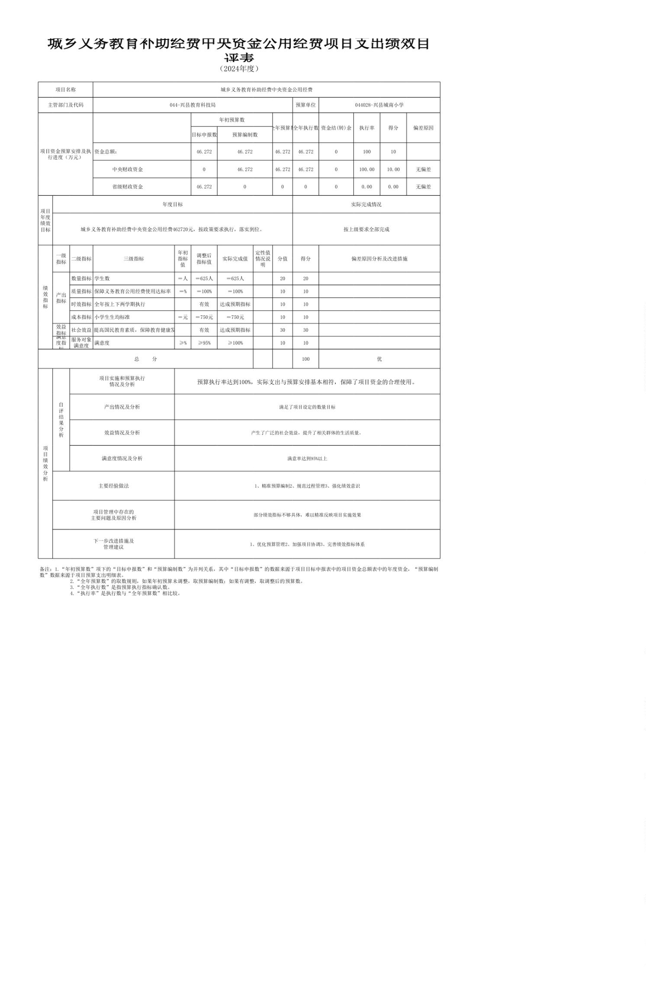 城乡义务教育补助经费中央资金公用经费项目支出绩效自
评表
（2024年度）
项目名称 城乡义务教育补助经费中央资金公用经费
主管部门及代码 044-兴县教育科技局 预算单位 044028-兴县城南小学
项目资金预算安排及执
行进度（万元）
年初预算数
目标申报数 预算编制数
全年预算数 全年执行数 资金结(转)余 执行率 得分 偏差原因
资金总额： 46.272 46.272 46.272 46.272 0 100 10
中央财政资金 0 46.272 46.272 46.272 0 100.00 10.00 无偏差
省级财政资金 46.272 0 0 0 0 0.00 0.00 无偏差
项目
年度
绩效
目标
年度目标 实际完成情况
城乡义务教育补助经费中央资金公用经费462720元，按政策要求执行，落实到位。 按上级要求全部完成
绩
效
指
标
一级
指标
二级指标 三级指标
年初
指标
值
调整后
指标值
实际完成值
定性值
情况说
明
分值 得分 偏差原因分析及改进措施
产出
指标
数量指标 学生数 ＝人 ＝625人 ＝625人 20 20
质量指标 保障义务教育公用经费使用达标率 ＝% ＝100% ＝100% 10 10
时效指标 全年按上下两学期执行 有效 达成预期指标 10 10
成本指标 小学生生均标准 ＝元 ＝750元 ＝750元 10 10
效益
指标
社会效益 提高国民教育素质，保障教育健康发 有效 达成预期指标 30 30
满意
度指
标
服务对象
满意度
满意度 ≥% ≥95% ≥100% 10 10
总 分 100 优
项
目
绩
效
分
析
自
评
结
果
分
析
项目实施和预算执行
情况及分析
预算执行率达到100%，实际支出与预算安排基本相符，保障了项目资金的合理使用。
产出情况及分析 满足了项目设定的数量目标
效益情况及分析 产生了广泛的社会效益，提升了相关群体的生活质量。
满意度情况及分析 满意率达到95%以上
主要经验做法 1、精准预算编制2、规范过程管理3、强化绩效意识
项目管理中存在的
主要问题及原因分析
部分绩效指标不够具体，难以精准反映项目实施效果
下一步改进措施及
管理建议
1、优化预算管理2、加强项目协调3、完善绩效指标体系
备注：1.“年初预算数”项下的“目标申报数”和“预算编制数”为并列关系，其中“目标申报数”的数据来源于项目目标申报表中的项目资金总额表中的年度资金，“预算编制
数”数据来源于项目预算支出明细表。
2.“全年预算数”的取数规则，如果年初预算未调整，取预算编制数；如果有调整，取调整后的预算数。
3.“全年执行数”是指预算执行指标确认数。
4.“执行率”是执行数与“全年预算数”相比较。